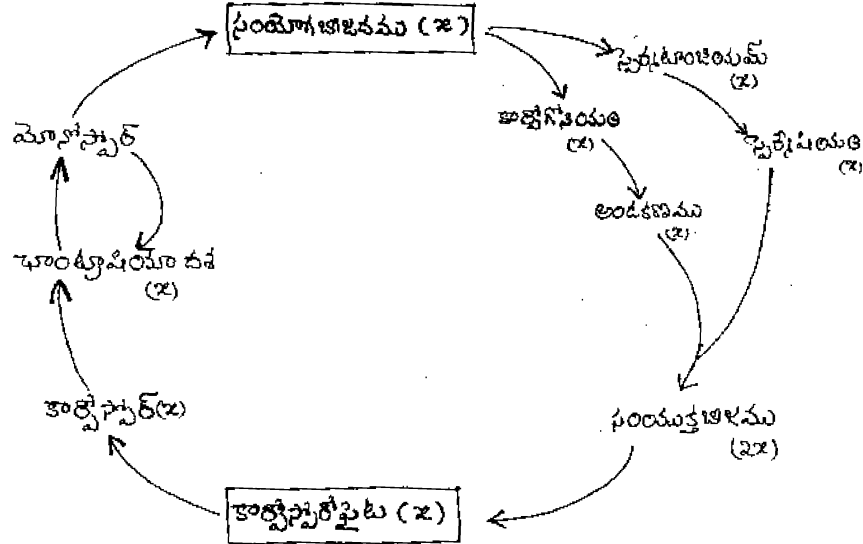 సంయోగబీజదము (x)
స్పెర్మటాంజియమ్
(x)
కార్పోగోనియం
(x)
మోనోస్పోర్
స్పెర్మేషియం
(x)
అండకణము
(x)
చాంట్రాషియా దశ
(x)
కార్పోస్పోర్(x)
సంయుక్తబీజము
(2x)
కార్పోస్పోరోఫైటు (x)